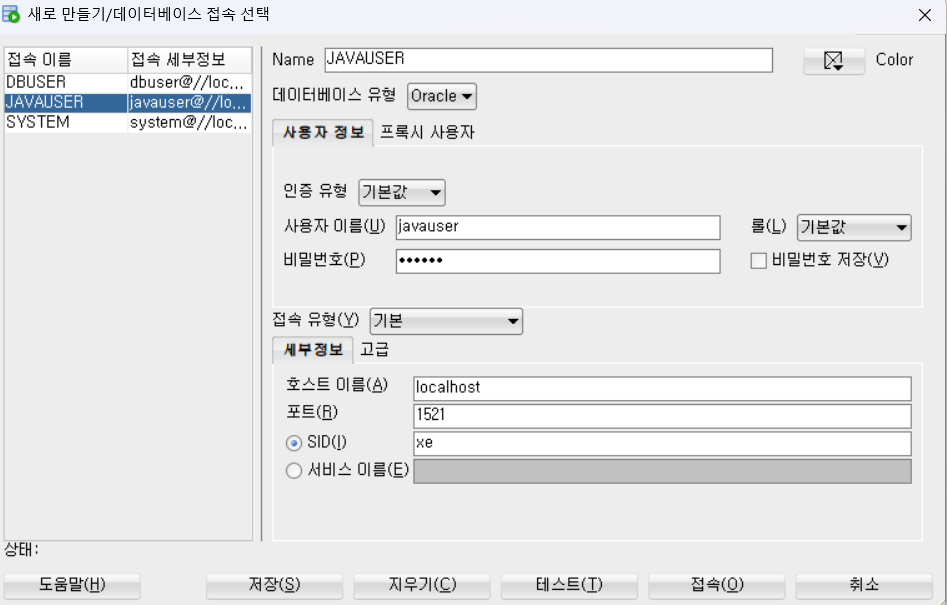 새로 만들기/데이터베이스 접속 선택
접속 이름 접속 세부정보
DBUSER dbuser@//loc...
JAVAUSER javauser@//lo...
SYSTEM system@//loc...
Name JAVAUSER Color
데이터베이스 유형 Oracle
사용자 정보 프록시 사용자
인증 유형 기본값
사용자 이름(U) javauser 롤(L) 기본값
비밀번호(P) •••••• 비밀번호 저장(V)
접속 유형(Y) 기본
세부정보 고급
호스트 이름(A) localhost
포트(R) 1521
SID(I) xe
서비스 이름(E)
상태:
도움말(H) 저장(S) 지우기(C) 테스트(T) 접속(O) 취소